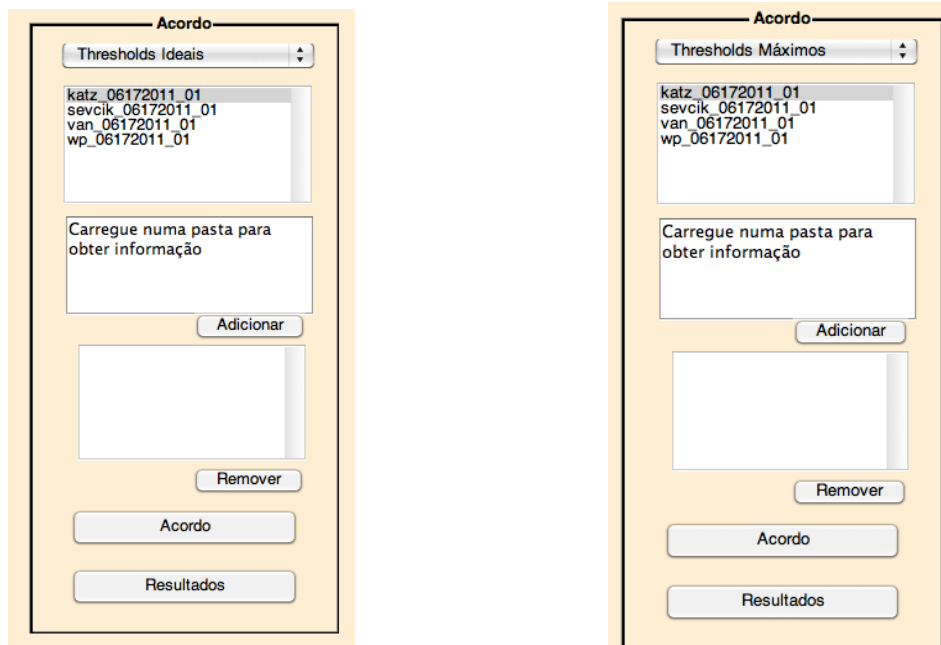 Acordo
Thresholds Ideais
katz_06172011_01
sevcik_06172011_01
van_06172011_01
wp_06172011_01
Carregue numa pasta para
obter informação
Adicionar
Remover
Acordo
Resultados
Acordo
Thresholds Máximos
katz_06172011_01
sevcik_06172011_01
van_06172011_01
wp_06172011_01
Carregue numa pasta para
obter informação
Adicionar
Remover
Acordo
Resultados